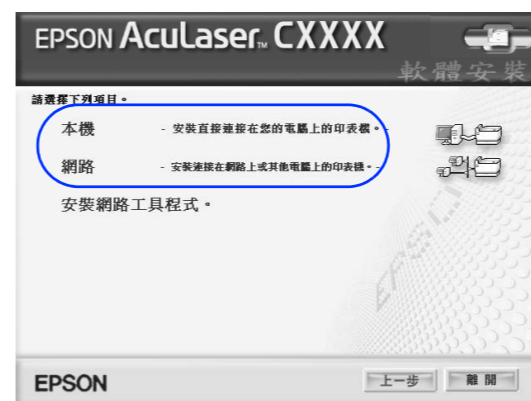 EPSON AcuLaser™ CXXXX
軟體安裝
請選擇下列項目。
本機 - 安裝直接連接在您的電腦上的印表機。-
網路 - 安裝連接在網路上或其他電腦上的印表機。-
安裝網路工具程式。
EPSON
EPSON 上一步 離開